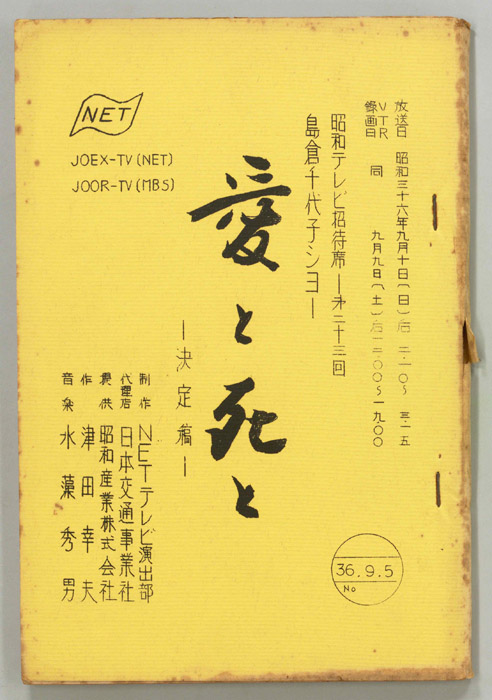 放送日 昭和三十六年九月十日(日)后 二・一〇〜 三・一五
VTR録画日 同 九月九日(土)后一二・〇〇〜一九〇〇
昭和テレビ招待席―第二十三回
島倉千代子ショー
NET
JOEX-TV(NET)
JOOR-TV(MBS)
愛と死と
―決定稿―
制作 NETテレビ演出部
代理店 日本交通事業社
提供 昭和産業株式会社
作 津田幸夫
音楽 水藻秀男
36.9.5
No